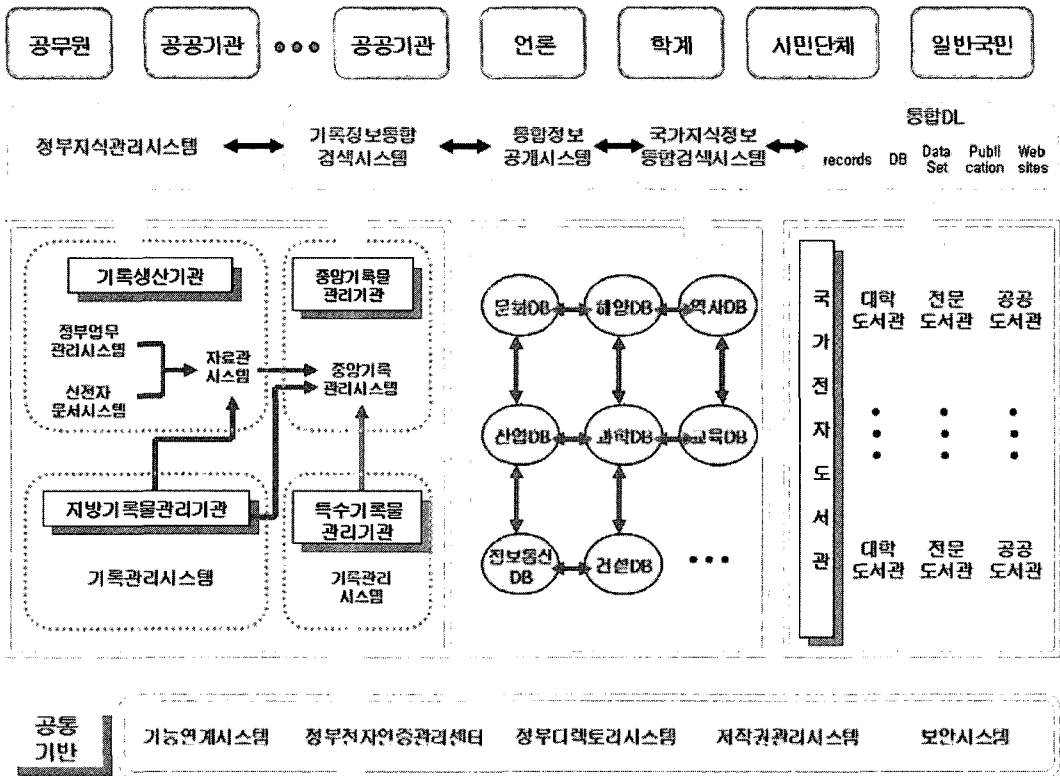 공무원 공공기관 ••• 공공기관 언론 학계 시민단체 일반국민
통합DL
정부지식관리시스템
기록정보통합
검색시스템
통합정보
공개시스템
국가지식정보
통합검색시스템
records DB Data Set Publi cation Web sites
기록생산기관
정부업무
관리시스템
신전자
문서시스템
자료관
시스템
중앙기록물
관리기관
중앙기록
관리시스템
지방기록물관리기관
기록관리시스템
특수기록물
관리기관
기록관리
시스템
문화DB 해양DB 역사DB
산업DB 과학DB 교육DB
정보통신
DB
건설DB •••
국가전자도서관
대학
도서관
전문
도서관
공공
도서관
대학
도서관
전문
도서관
공공
도서관
공통
기반
기능연계시스템 정부전자인증관리센터 정부디렉토리시스템 저작권관리시스템 보안시스템